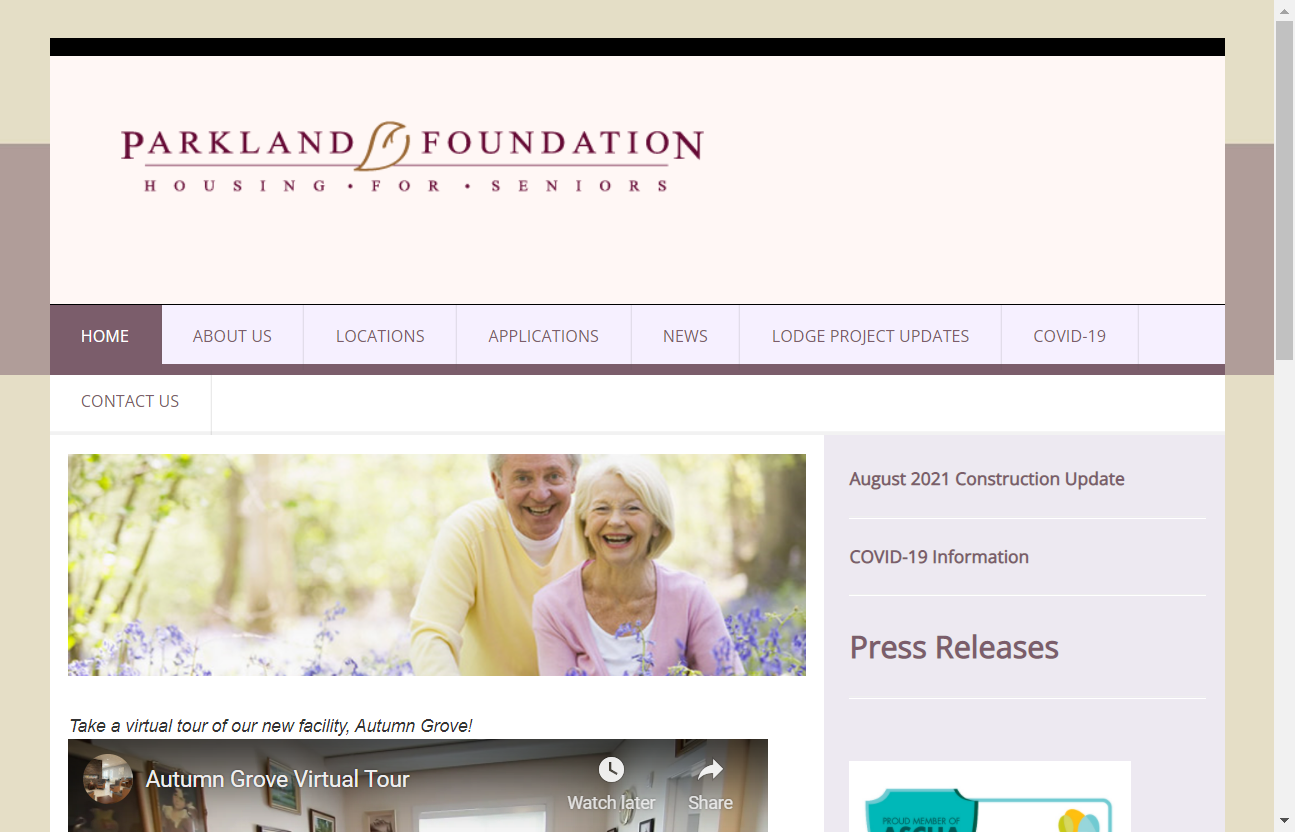 PARKLAND FOUNDATION
HOUSING • FOR • SENIORS
HOME
ABOUT US
LOCATIONS
APPLICATIONS
NEWS
LODGE PROJECT UPDATES
COVID-19
CONTACT US
August 2021 Construction Update
COVID-19 Information
Press Releases
Take a virtual tour of our new facility, Autumn Grove!
Autumn Grove Virtual Tour
Watch later
Share
PROUD MEMBER OF
ASCHA